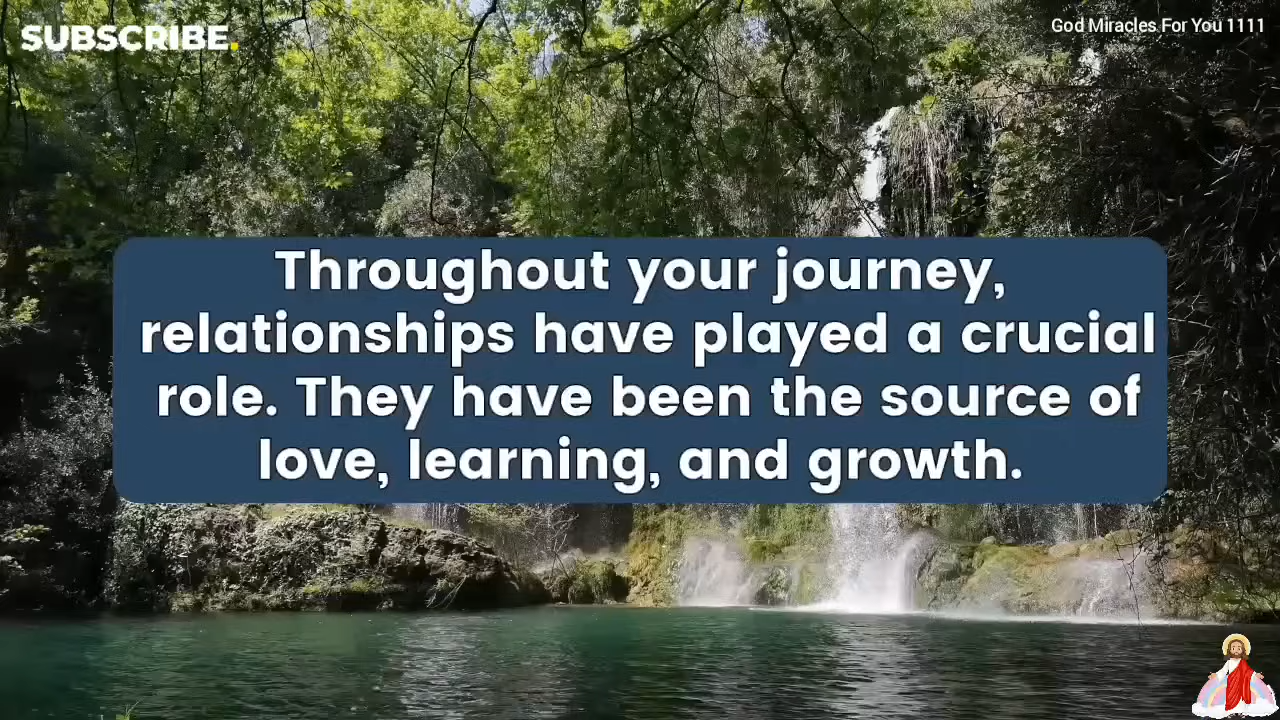 SUBSCRIBE.
God Miracles For You 1111
Throughout your journey,
relationships have played a crucial
role. They have been the source of
love, learning, and growth.